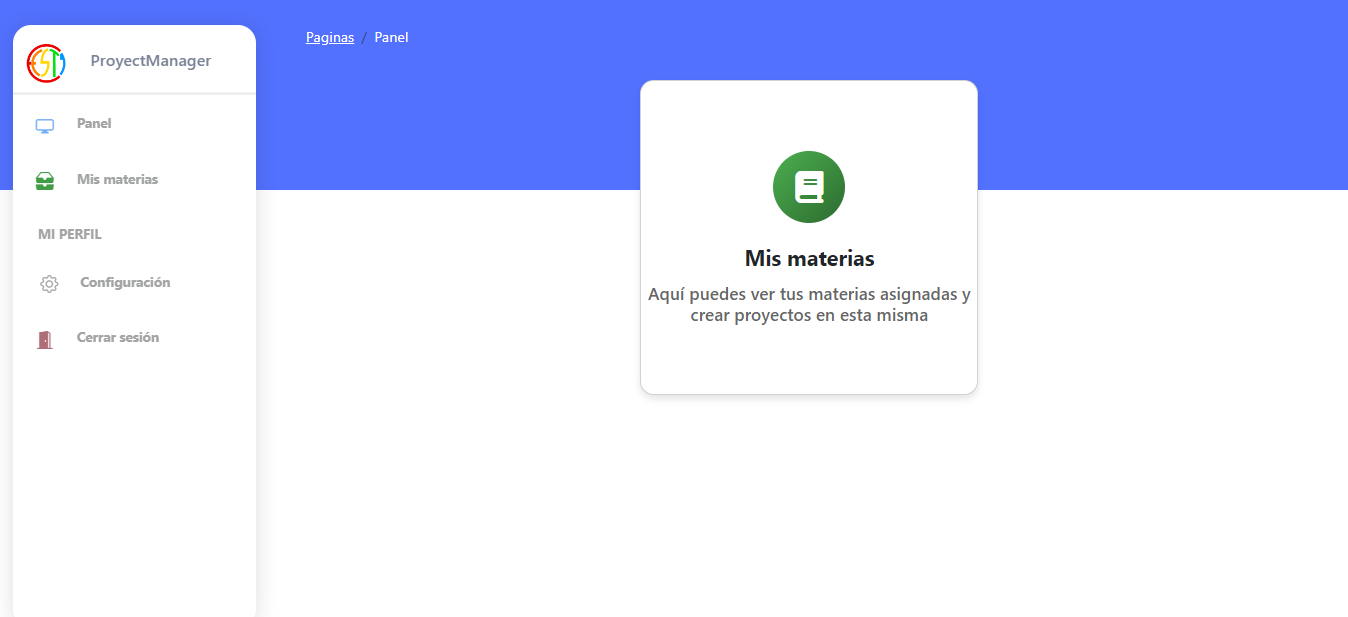 Paginas / Panel
ProyectManager
Panel
Mis materias
MI PERFIL
Configuración
Cerrar sesión
Mis materias
Aquí puedes ver tus materias asignadas y
crear proyectos en esta misma